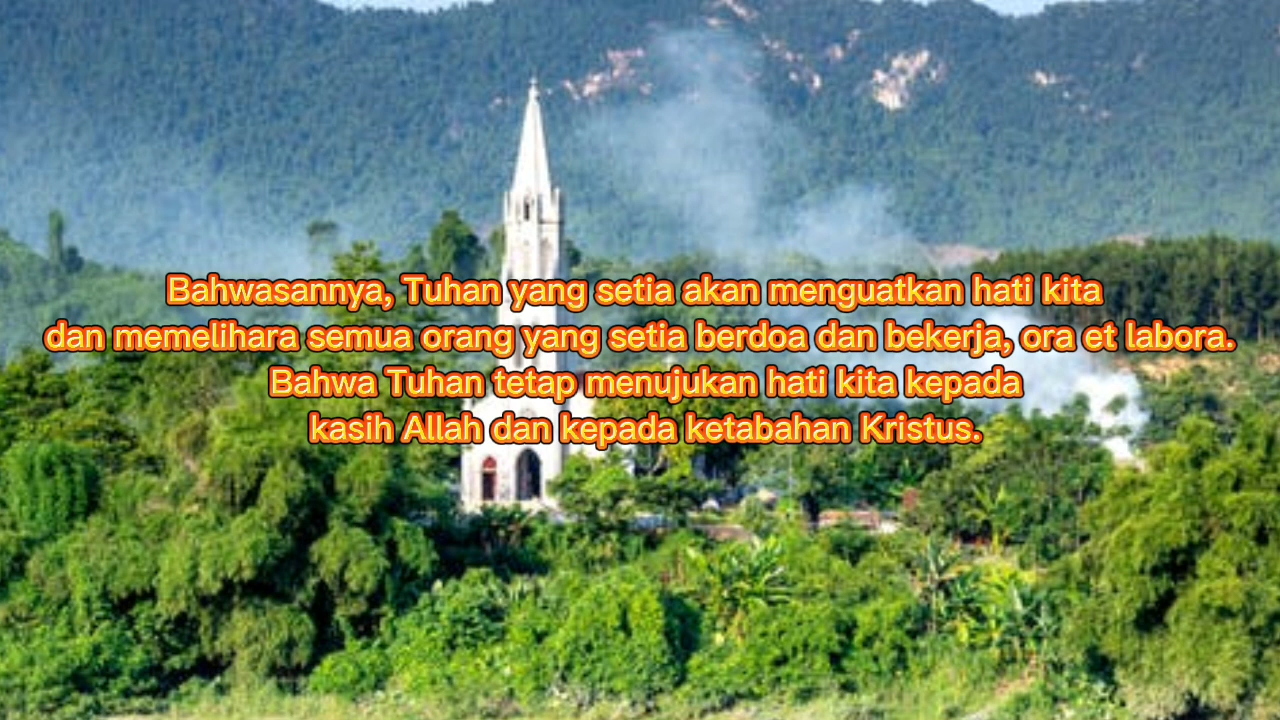 Bahwasannya, Tuhan yang setia akan menguatkan hati kita
dan memelihara semua orang yang setia berdoa dan bekerja, ora et labora.
Bahwa Tuhan tetap menujukan hati kita kepada
kasih Allah dan kepada ketabahan Kristus.